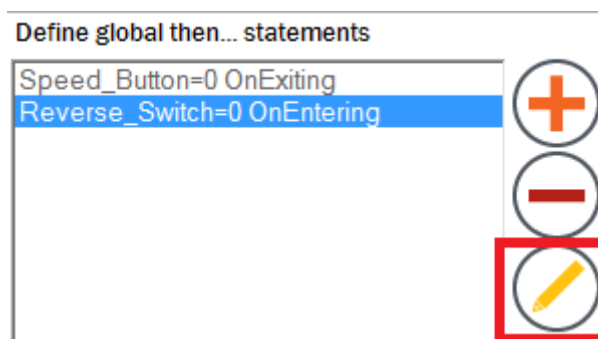 Define global then... statements
Speed_Button=0 OnExiting
Reverse_Switch=0 OnEntering